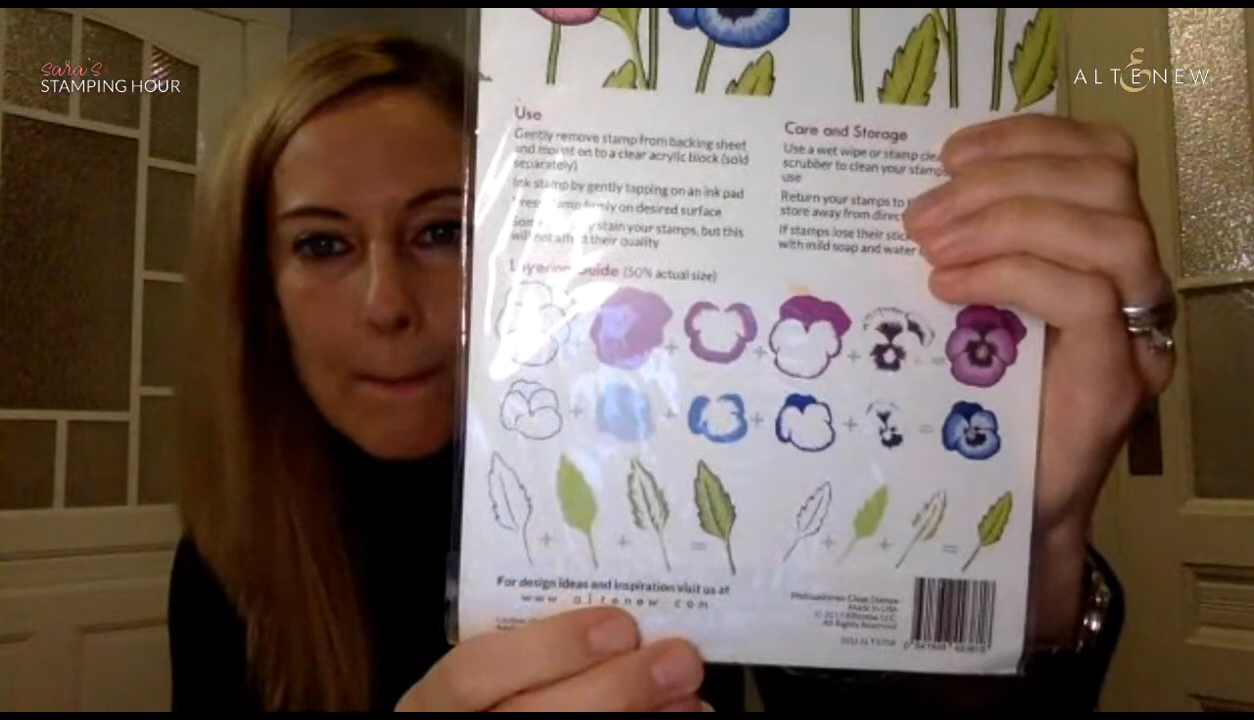 sara's
STAMPING HOUR
ALTENEW
Use
Gently remove stamp from backing sheet
and mount on to a clear acrylic block (sold
separately)
Ink stamp by gently tapping on an ink pad
firmly on desired surface
stain your stamps, but this
will not affect their quality
Care and Storage
Use a wet wipe or stamp
scrubber to clean your stamps
use
Return your stamps to
store away from direct
If stamps lose their
with mild soap and water
Layering Guide (50% actual size)
For design ideas and inspiration visit us at
www altenew com
Clear Stamps
Made in USA
All Rights Reserved